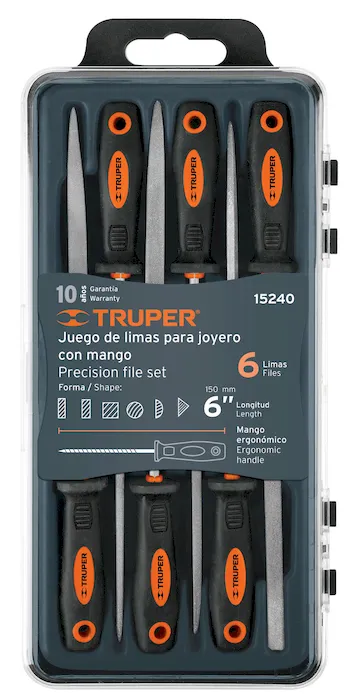 TRUPER
TRUPER
TRUPER
10 años Garantía
Warranty
15240
TRUPER®
Juego de limas para joyero
con mango
Precision file set
6 Limas
Files
Forma / Shape:
150 mm
6" Longitud
Length
Mango
ergonómico
Ergonomic
handle
TRUPER
TRUPER
TRUPER